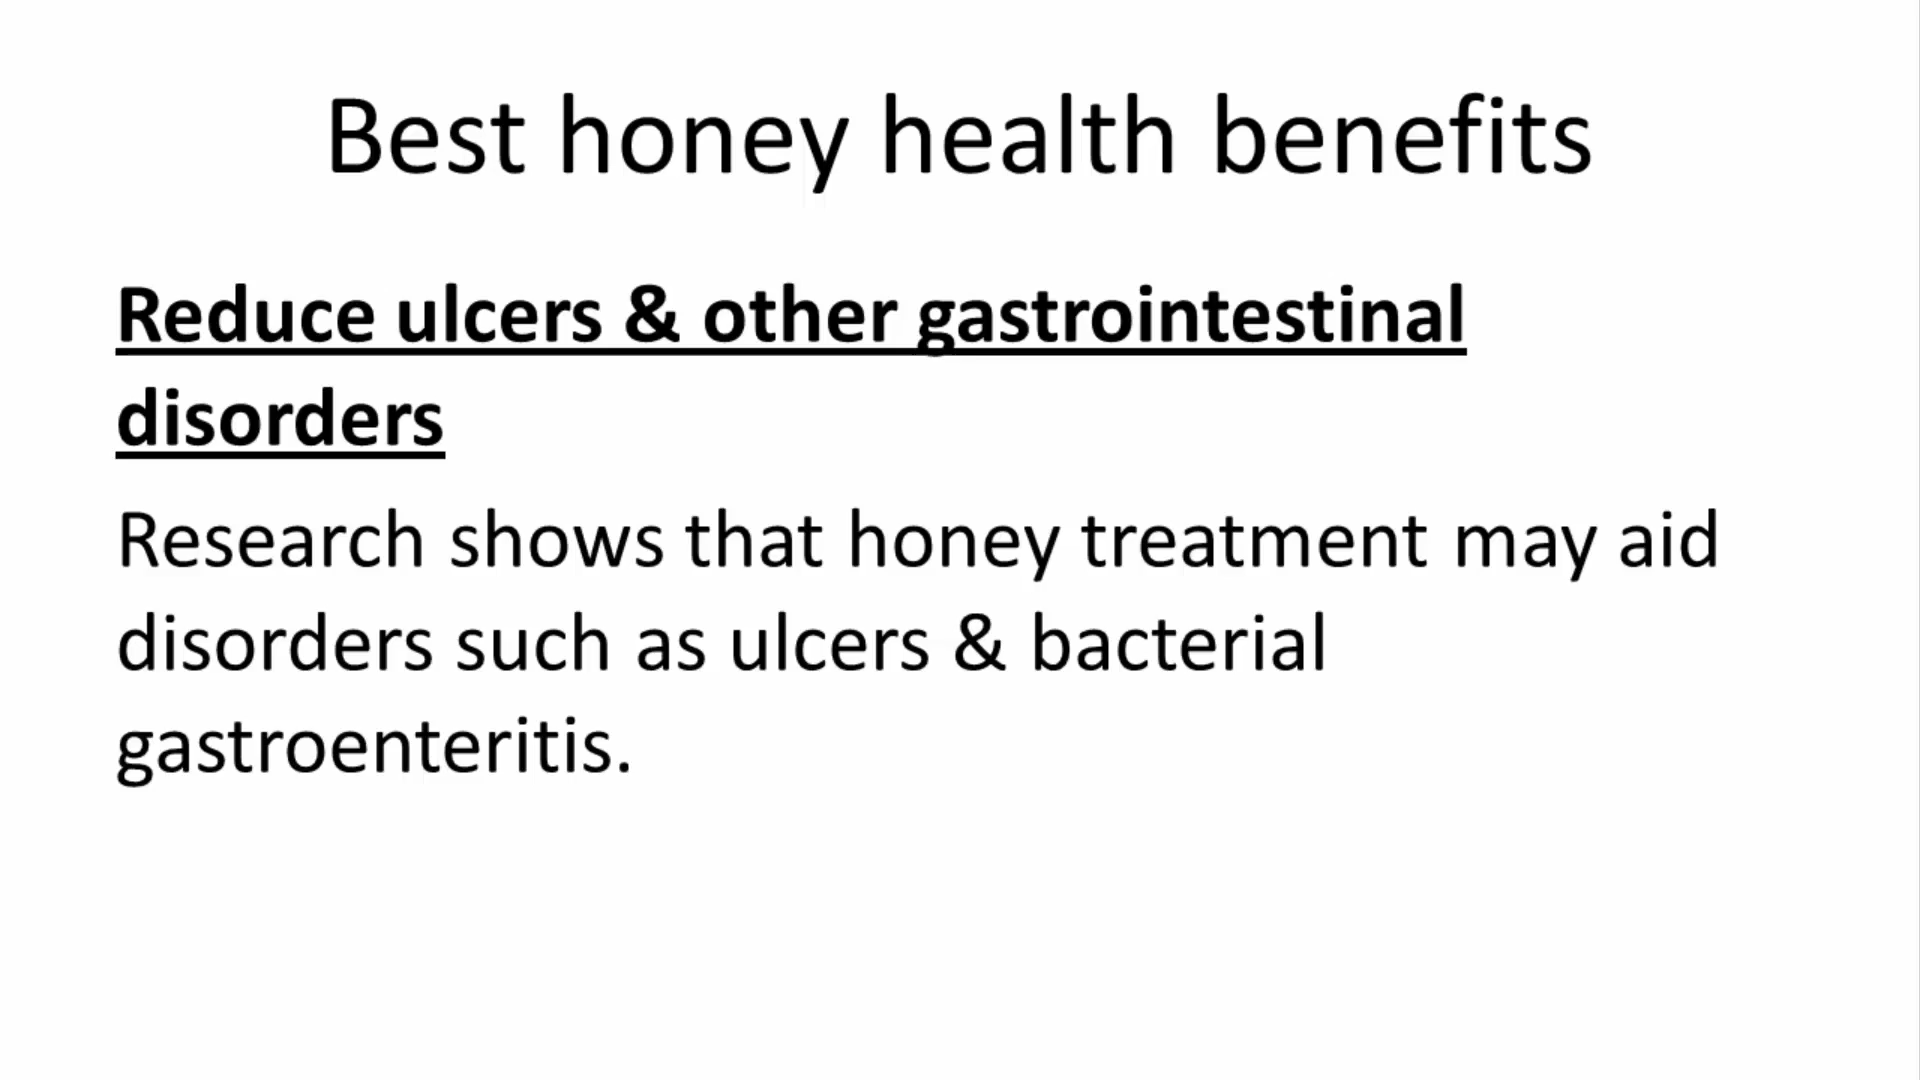 Best honey health benefits
Reduce ulcers & other gastrointestinal
disorders
Research shows that honey treatment may aid
disorders such as ulcers & bacterial
gastroenteritis.